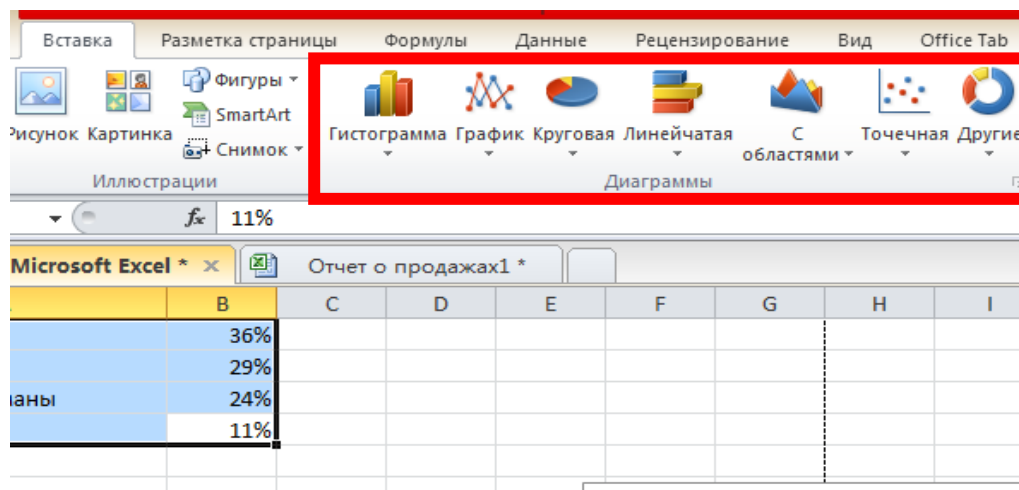 Вставка Разметка страницы Формулы Данные Рецензирование Вид Office Tab
Фигуры
SmartArt
Снимок
Рисунок Картинка
Гистограмма График Круговая Линейчатая С областями Точечная Другие
Иллюстрации Диаграммы
fx 11%
Microsoft Excel * Отчет о продажах1 *
B C D E F G H I
36%
29%
аны 24%
11%